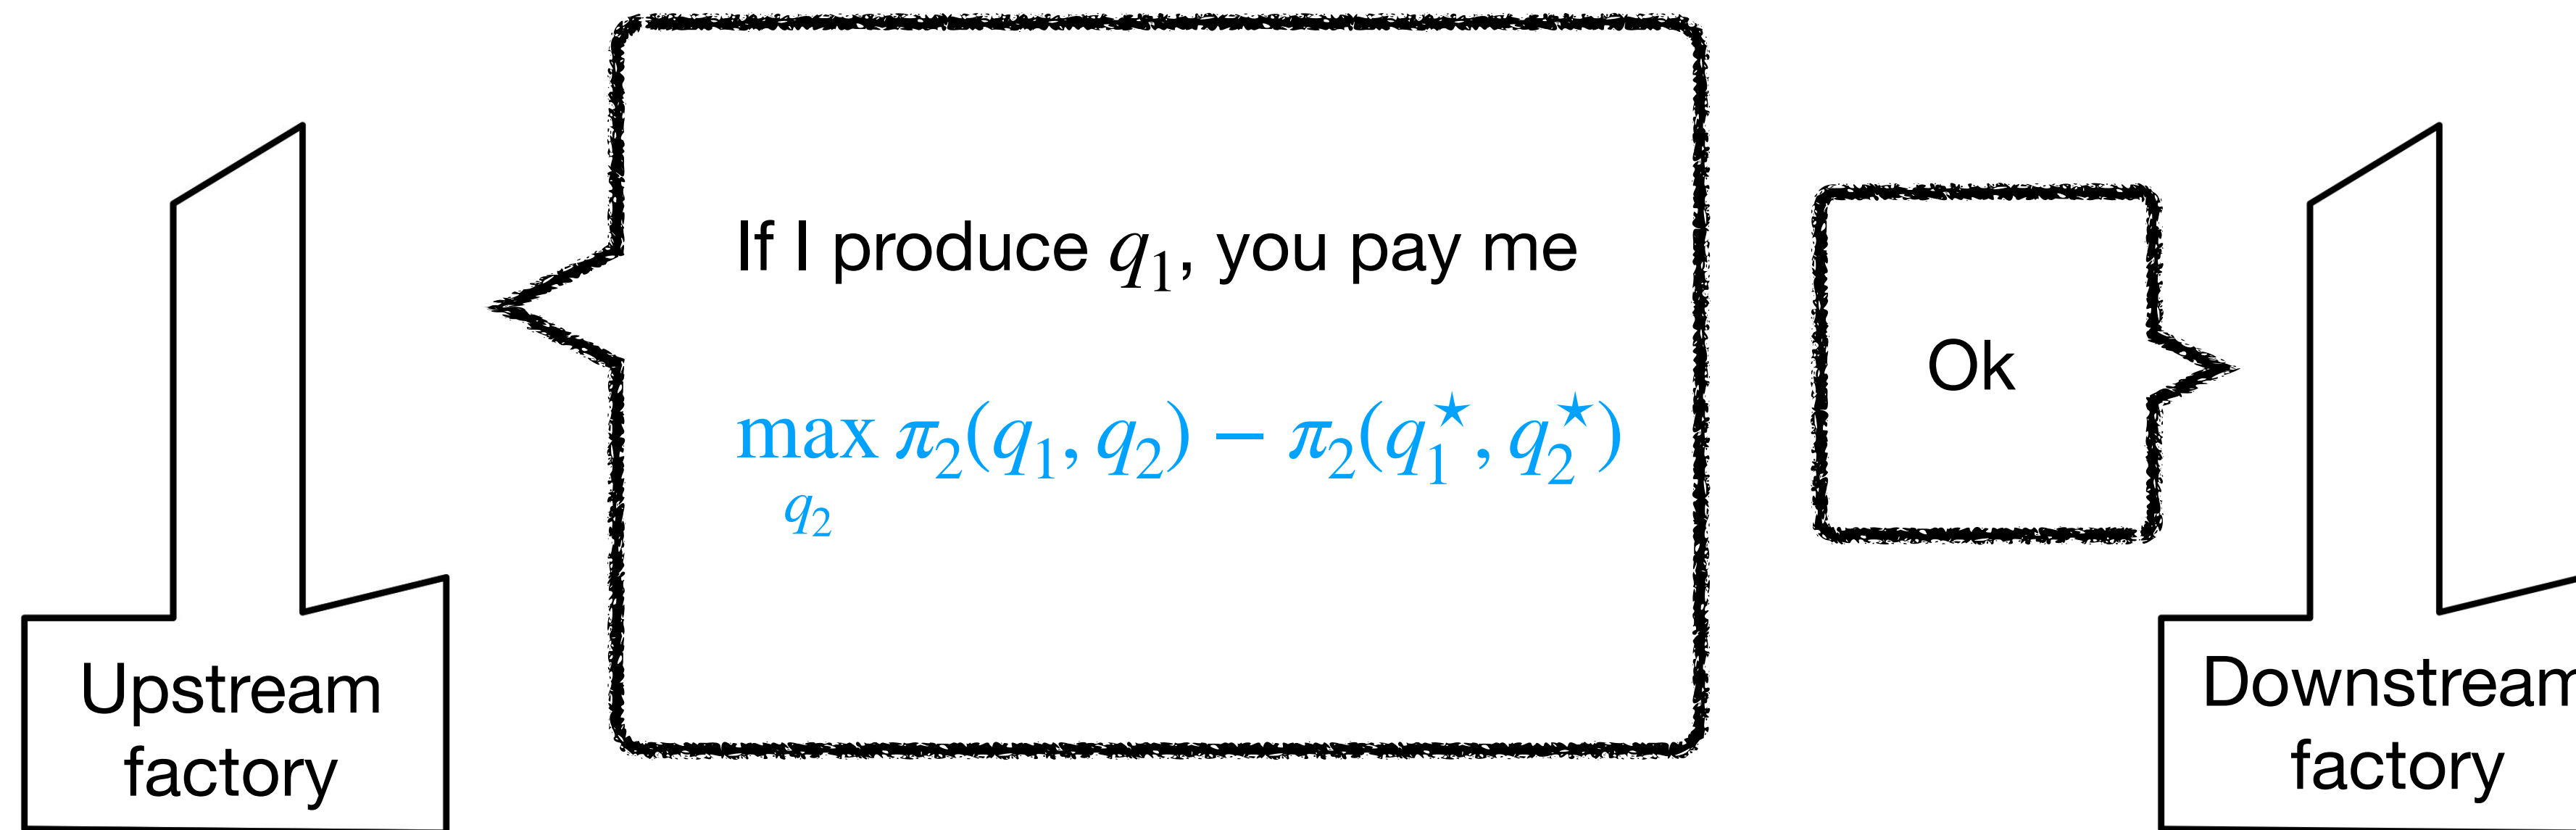 If I produce q₁, you pay me
max π₂(q₁, q₂) − π₂(q₁★, q₂★)
q₂
Ok
Upstream
factory
Downstream
factory